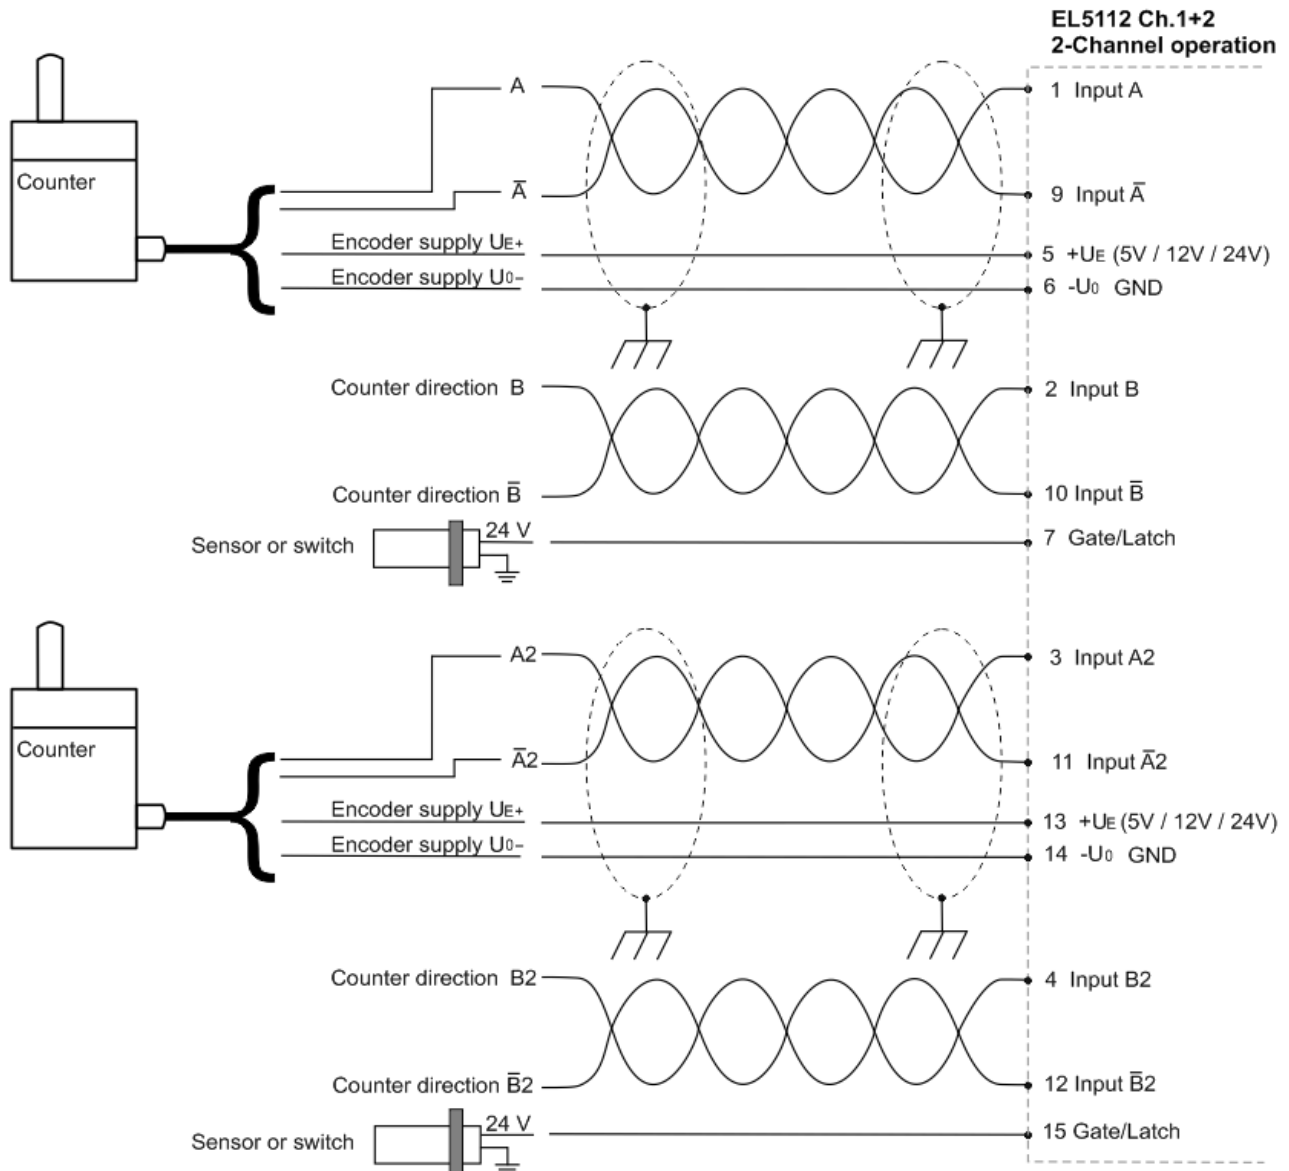 EL5112 Ch.1+2
2-Channel operation
A
1 Input A
Counter
A̅
9 Input A̅
Encoder supply UE+
5 +UE (5V / 12V / 24V)
Encoder supply U0-
6 -U0 GND
Counter direction B
2 Input B
Counter direction B̅
10 Input B̅
24 V
Sensor or switch
7 Gate/Latch
A2
3 Input A2
Counter
A̅2
11 Input A̅2
Encoder supply UE+
13 +UE (5V / 12V / 24V)
Encoder supply U0-
14 -U0 GND
Counter direction B2
4 Input B2
Counter direction B̅2
12 Input B̅2
24 V
Sensor or switch
15 Gate/Latch